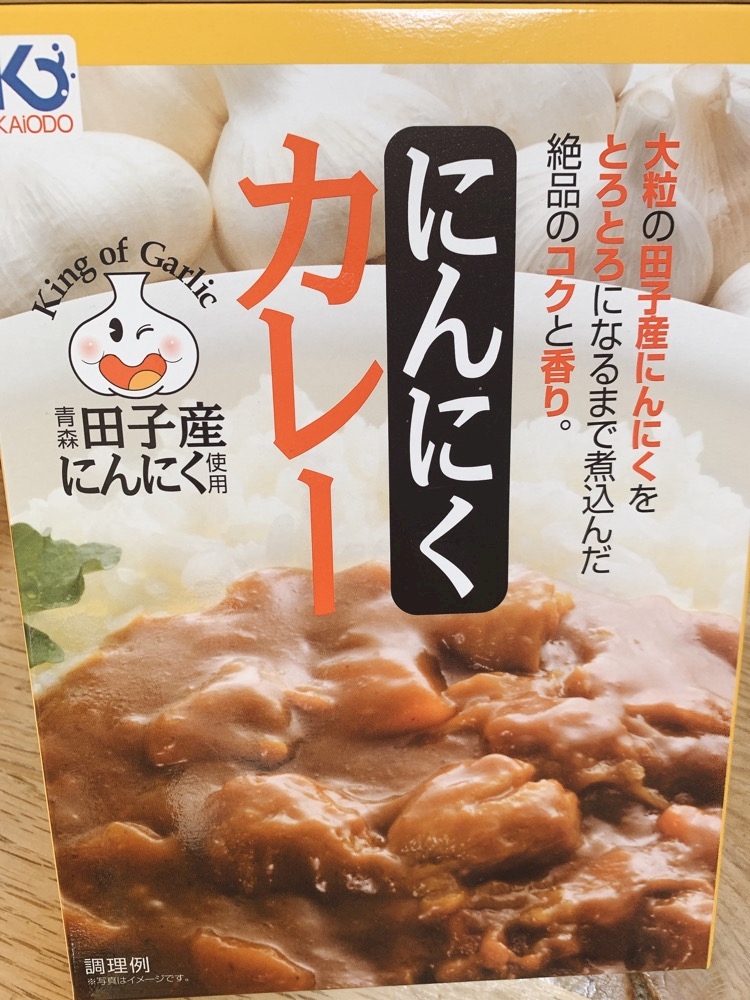 KAiODO
大粒の田子産にんにくを
とろとろになるまで煮込んだ
絶品のコクと香り。
にんにく
カレー
King of Garlic
青森田子産
にんにく使用
調理例
※写真はイメージです。